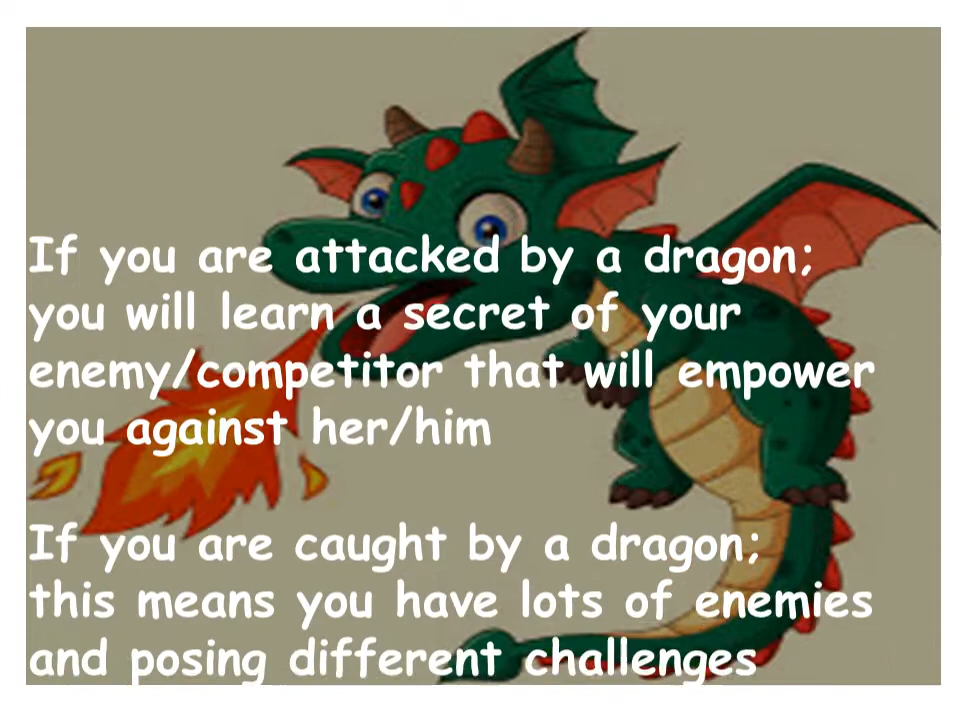 If you are attacked by a dragon;
you will learn a secret of your
enemy/competitor that will empower
you against her/him
If you are caught by a dragon;
this means you have lots of enemies
and posing different challenges